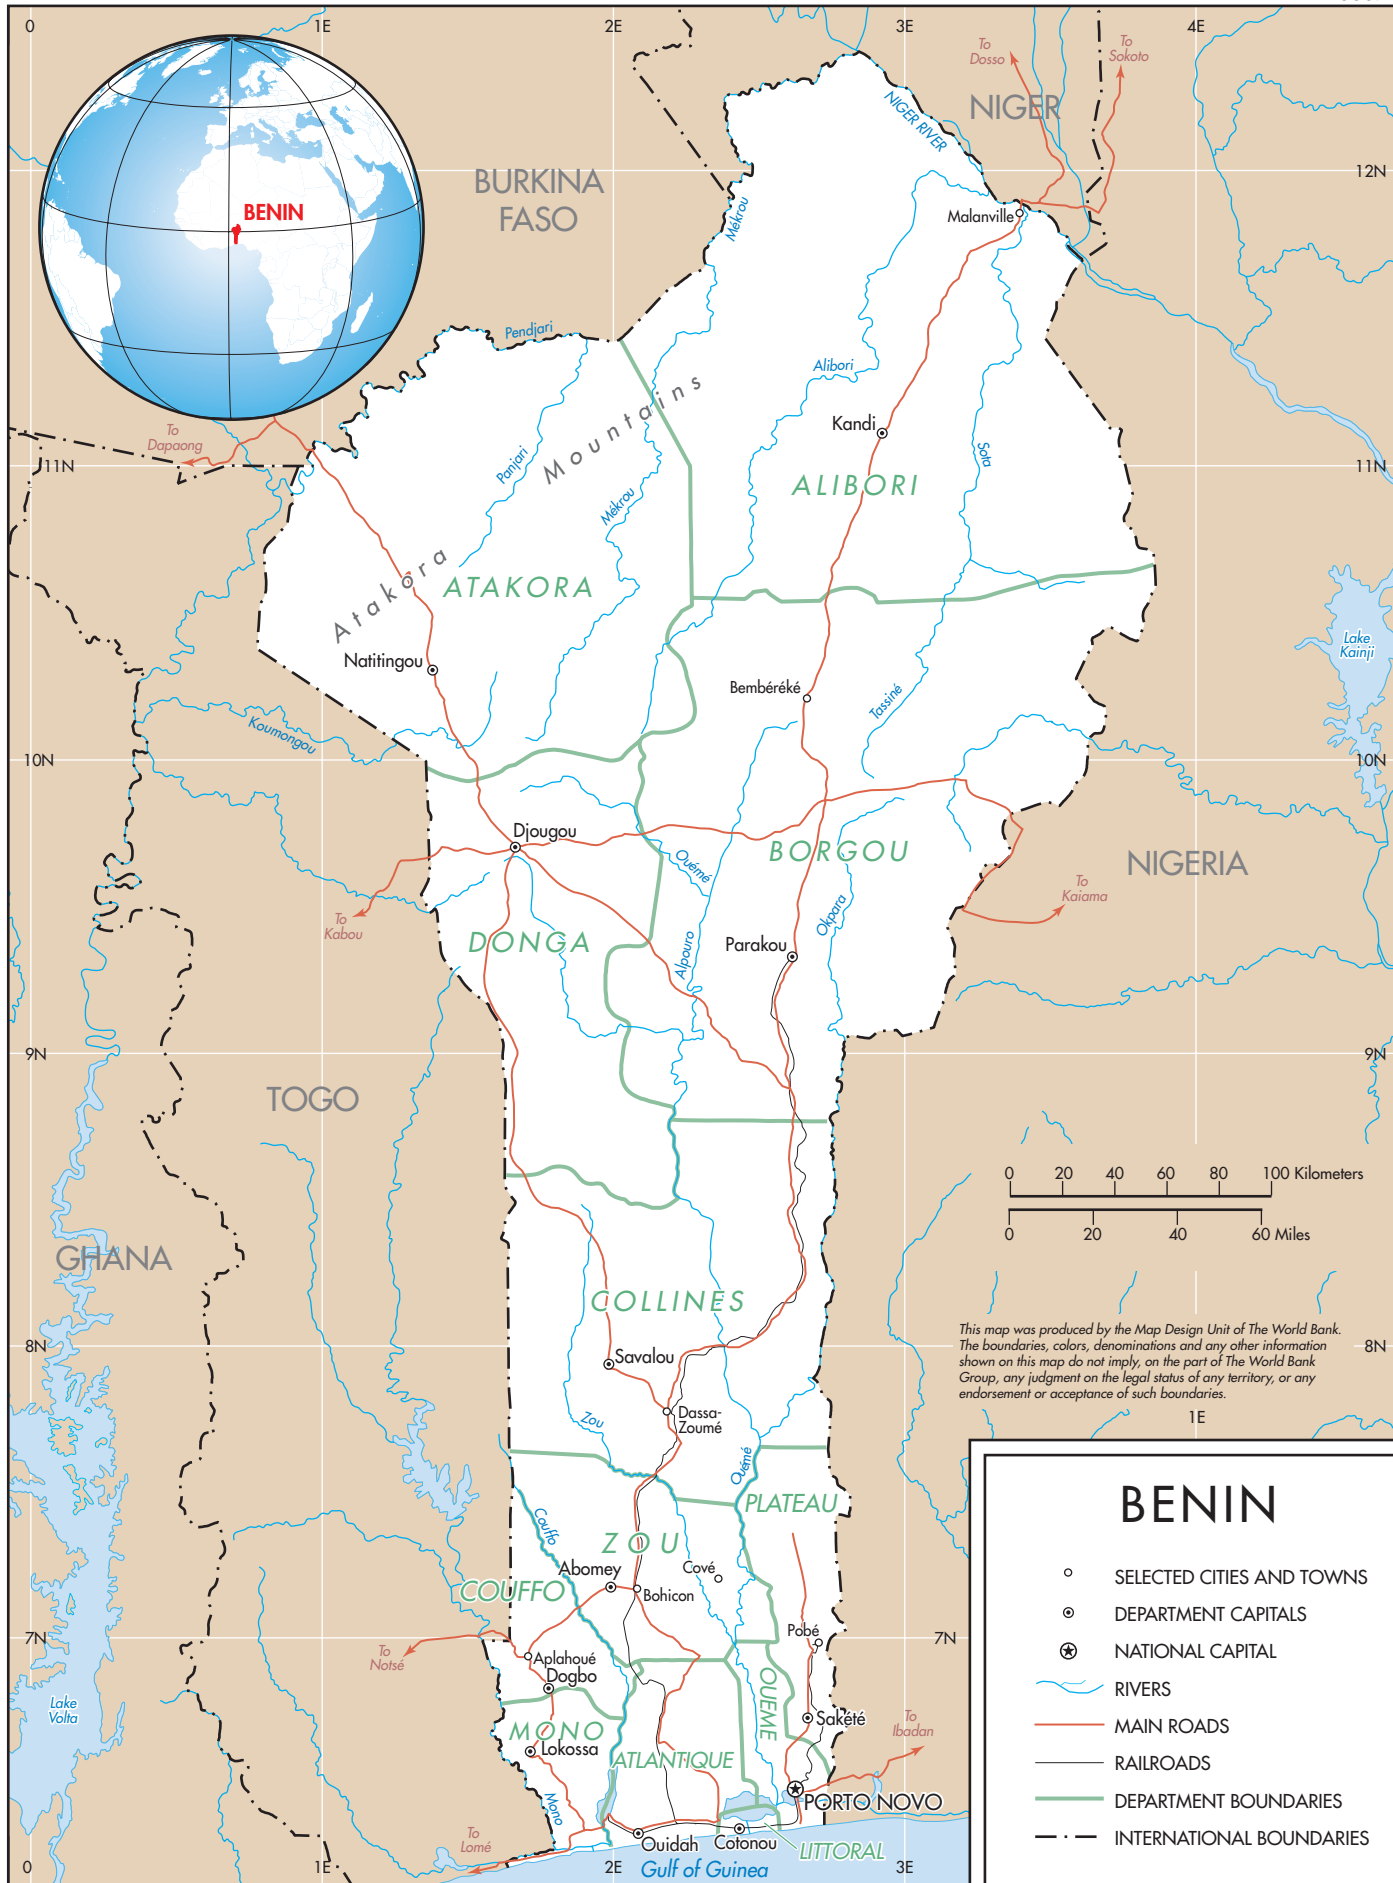 0
1E
2E
3E
4E
To
Dosso
To
Sokoto
NIGER
NIGER RIVER
12N
BURKINA
FASO
BENIN
Mékrou
Malanville
Pendjari
Alibori
Mountains
To
Dapaong
Kandi
11N
11N
Panjari
Sota
ALIBORI
Mékrou
Atakora
ATAKORA
Lake
Kainji
Natitingou
Bembéréké
Tassiné
Koumongou
10N
10N
Djougou
BORGOU
NIGERIA
Ouémé
To
Kaiama
To
Kabou
Okpara
DONGA
Parakou
Alpouro
9N
9N
TOGO
0 20 40 60 80 100 Kilometers
0 20 40 60 Miles
GHANA
COLLINES
This map was produced by the Map Design Unit of The World Bank.
The boundaries, colors, denominations and any other information
shown on this map do not imply, on the part of The World Bank
Group, any judgment on the legal status of any territory, or any
endorsement or acceptance of such boundaries.
8N
8N
Savalou
Dassa-
Zoumé
1E
Zou
Ouémé
PLATEAU
BENIN
Couffo
ZOU
Abomey
Cové
SELECTED CITIES AND TOWNS
COUFFO
Bohicon
DEPARTMENT CAPITALS
7N
Pobé
7N
NATIONAL CAPITAL
To
Notsé
Aplahoué
Dogbo
OUEME
RIVERS
Lake
Volta
Sakété
To
Ibadan
MAIN ROADS
MONO
Lokossa
ATLANTIQUE
RAILROADS
PORTO NOVO
DEPARTMENT BOUNDARIES
Mono
To
Lomé
Ouidah
Cotonou
LITTORAL
INTERNATIONAL BOUNDARIES
0
1E
2E
Gulf of Guinea
3E